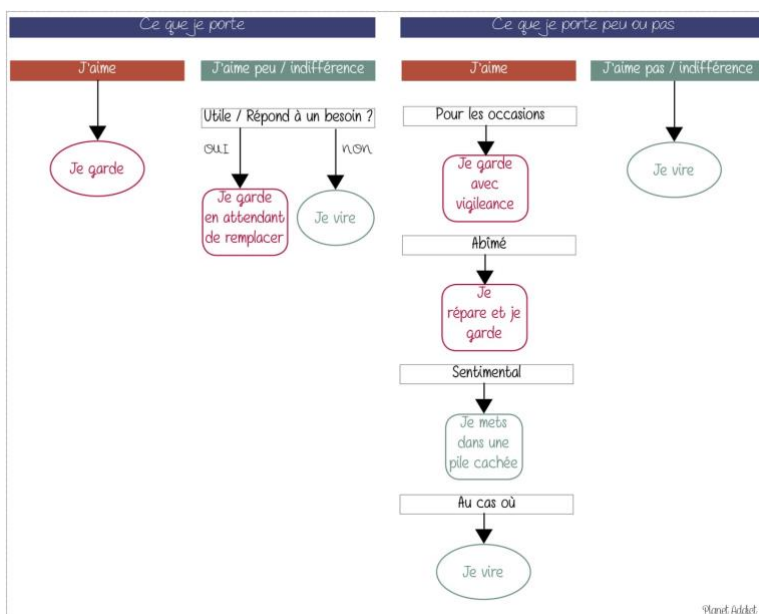 Ce que je porte
Ce que je porte peu ou pas
J'aime
J'aime peu / indifférence
J'aime
J'aime pas / indifférence
Utile / Répond à un besoin ?
oui
non
Je garde
Je garde
en attendant
de remplacer
Je vire
Pour les occasions
Je garde
avec
vigileance
Abîmé
Je
répare et je
garde
Sentimental
Je mets
dans une
pile cachée
Au cas où
Je vire
Je vire
Planet Addict